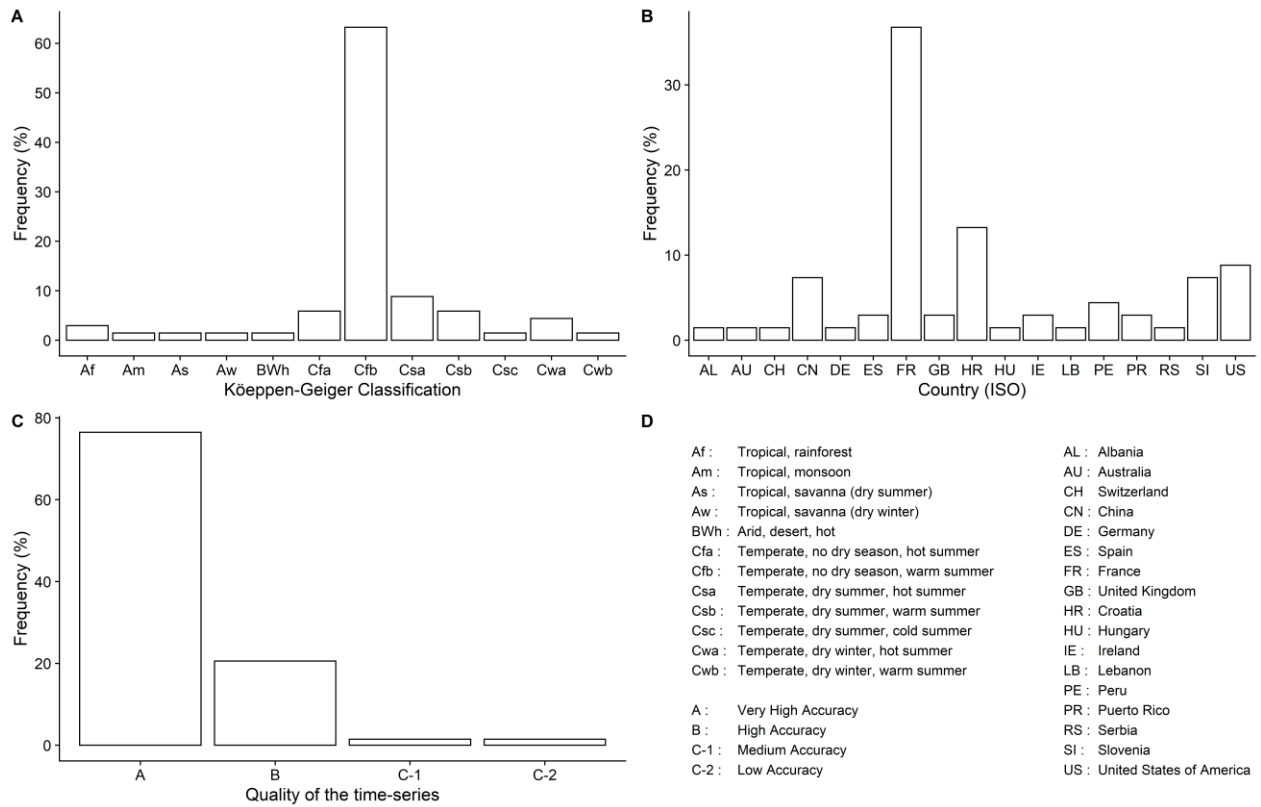 A
Frequency (%)
60
50
40
30
20
10
0
Af Am As Aw BWh Cfa Cfb Csa Csb Csc Cwa Cwb
Köeppen-Geiger Classification
B
Frequency (%)
30
20
10
0
AL AU CH CN DE ES FR GB HR HU IE LB PE PR RS SI US
Country (ISO)
C
Frequency (%)
80
60
40
20
0
A B C-1 C-2
Quality of the time-series
D
Af : Tropical, rainforest
Am : Tropical, monsoon
As : Tropical, savanna (dry summer)
Aw : Tropical, savanna (dry winter)
BWh : Arid, desert, hot
Cfa : Temperate, no dry season, hot summer
Cfb : Temperate, no dry season, warm summer
Csa Temperate, dry summer, hot summer
Csb : Temperate, dry summer, warm summer
Csc : Temperate, dry summer, cold summer
Cwa : Temperate, dry winter, hot summer
Cwb : Temperate, dry winter, warm summer
A : Very High Accuracy
B : High Accuracy
C-1 : Medium Accuracy
C-2 : Low Accuracy
AL : Albania
AU : Australia
CH Switzerland
CN : China
DE : Germany
ES : Spain
FR : France
GB : United Kingdom
HR : Croatia
HU : Hungary
IE : Ireland
LB : Lebanon
PE : Peru
PR : Puerto Rico
RS : Serbia
SI : Slovenia
US : United States of America